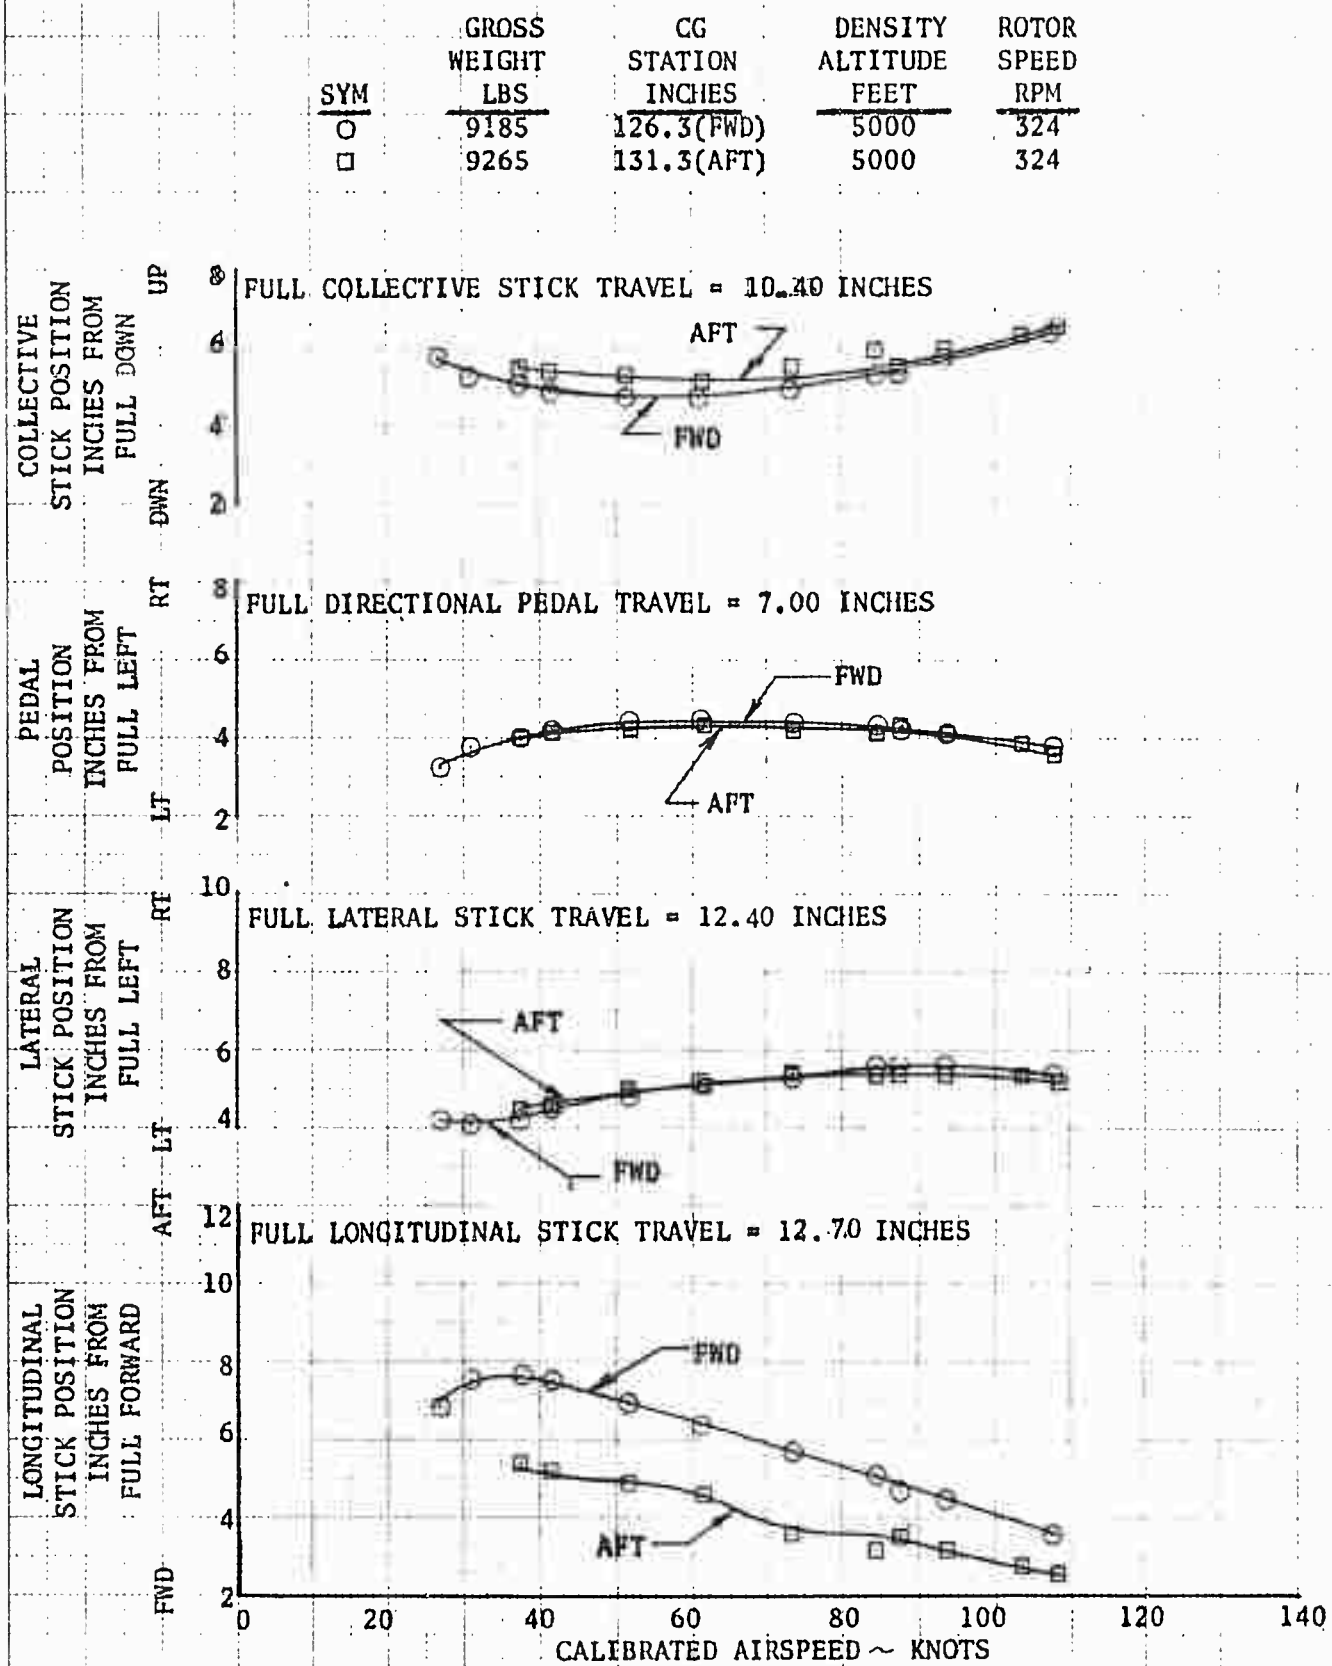 GROSS CG DENSITY ROTOR
WEIGHT STATION ALTITUDE SPEED
SYM LBS INCHES FEET RPM
○ 9185 126.3(FWD) 5000 324
□ 9265 131.3(AFT) 5000 324
COLLECTIVE
STICK POSITION
INCHES FROM
FULL DOWN
DWN UP
8
6
4
2
FULL COLLECTIVE STICK TRAVEL = 10.40 INCHES
AFT
FWD
PEDAL
POSITION
INCHES FROM
FULL LEFT
LT RT
8
6
4
2
FULL DIRECTIONAL PEDAL TRAVEL = 7.00 INCHES
FWD
AFT
LATERAL
STICK POSITION
INCHES FROM
FULL LEFT
LT RT
10
8
6
4
FULL LATERAL STICK TRAVEL = 12.40 INCHES
AFT
FWD
LONGITUDINAL
STICK POSITION
INCHES FROM
FULL FORWARD
FWD AFT
12
10
8
6
4
2
FULL LONGITUDINAL STICK TRAVEL = 12.70 INCHES
FWD
AFT
0 20 40 60 80 100 120 140
CALIBRATED AIRSPEED ~ KNOTS